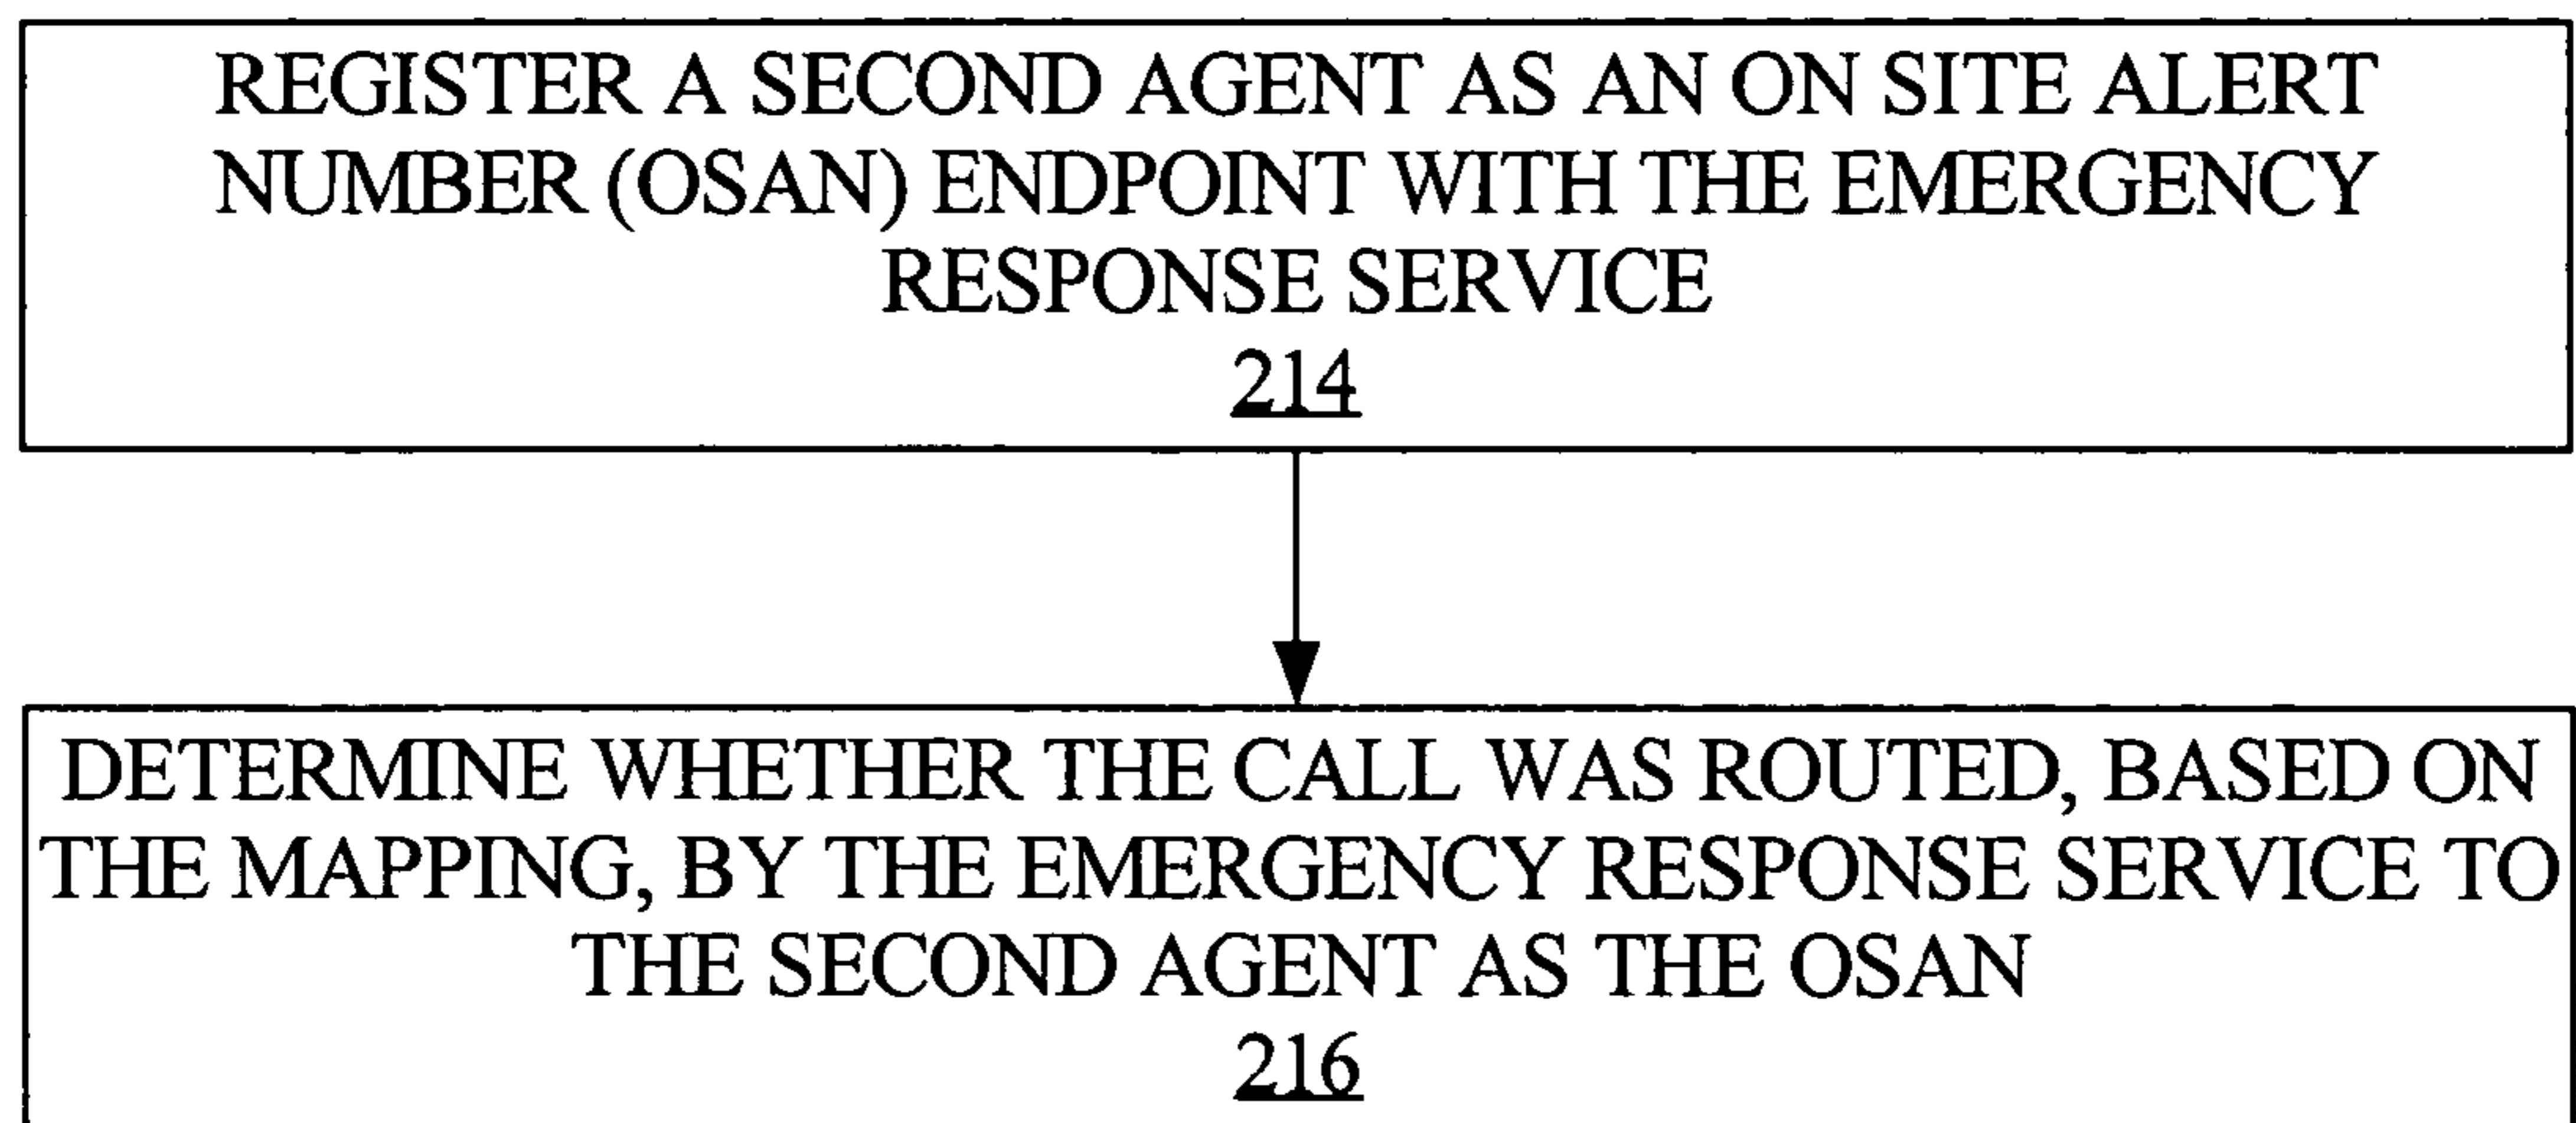 REGISTER A SECOND AGENT AS AN ON SITE ALERT
NUMBER (OSAN) ENDPOINT WITH THE EMERGENCY
RESPONSE SERVICE
214
DETERMINE WHETHER THE CALL WAS ROUTED, BASED ON
THE MAPPING, BY THE EMERGENCY RESPONSE SERVICE TO
THE SECOND AGENT AS THE OSAN
216